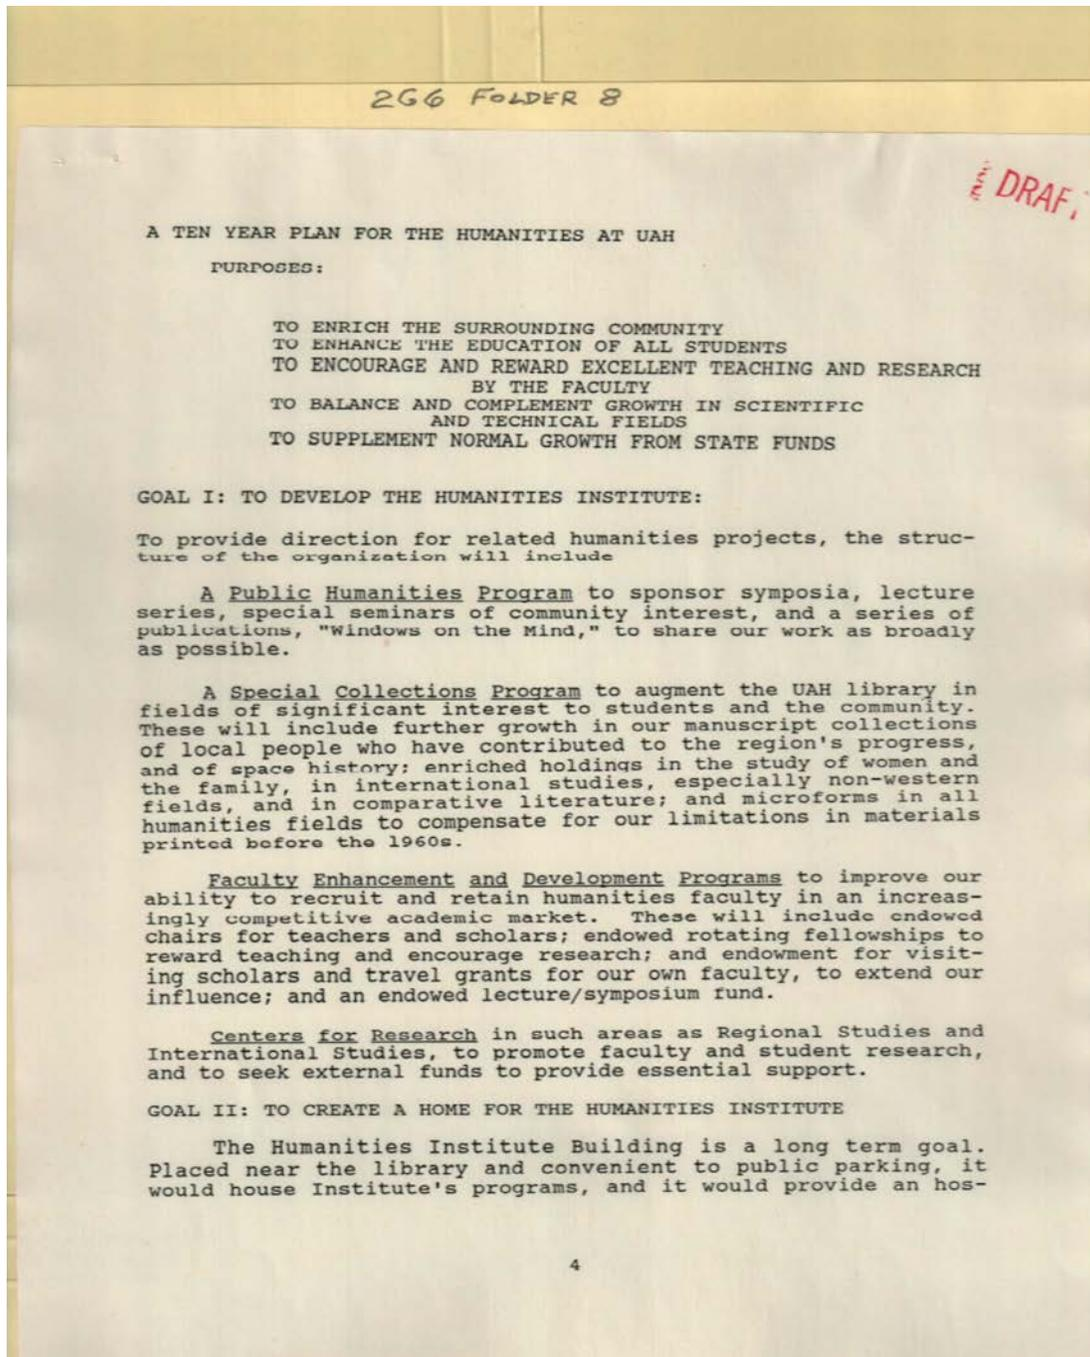 2G6 FOLDER 8
DRAF
A TEN YEAR PLAN FOR THE HUMANITIES AT UAH
PURPOSES:
TO ENRICH THE SURROUNDING COMMUNITY
TO ENHANCE THE EDUCATION OF ALL STUDENTS
TO ENCOURAGE AND REWARD EXCELLENT TEACHING AND RESEARCH
BY THE FACULTY
TO BALANCE AND COMPLEMENT GROWTH IN SCIENTIFIC
AND TECHNICAL FIELDS
TO SUPPLEMENT NORMAL GROWTH FROM STATE FUNDS
GOAL I: TO DEVELOP THE HUMANITIES INSTITUTE:
To provide direction for related humanities projects, the struc-
ture of the organization will include
A Public Humanities Program to sponsor symposia, lecture
series, special seminars of community interest, and a series of
publications, "Windows on the Mind," to share our work as broadly
as possible.
A Special Collections Program to augment the UAH library in
fields of significant interest to students and the community.
These will include further growth in our manuscript collections
of local people who have contributed to the region's progress,
and of space history; enriched holdings in the study of women and
the family, in international studies, especially non-western
fields, and in comparative literature; and microforms in all
humanities fields to compensate for our limitations in materials
printed before the 1960s.
Faculty Enhancement and Development Programs to improve our
ability to recruit and retain humanities faculty in an increas-
ingly competitive academic market. These will include endowed
chairs for teachers and scholars; endowed rotating fellowships to
reward teaching and encourage research; and endowment for visit-
ing scholars and travel grants for our own faculty, to extend our
influence; and an endowed lecture/symposium fund.
Centers for Research in such areas as Regional Studies and
International Studies, to promote faculty and student research,
and to seek external funds to provide essential support.
GOAL II: TO CREATE A HOME FOR THE HUMANITIES INSTITUTE
The Humanities Institute Building is a long term goal.
Placed near the library and convenient to public parking, it
would house Institute's programs, and it would provide an hos-
4